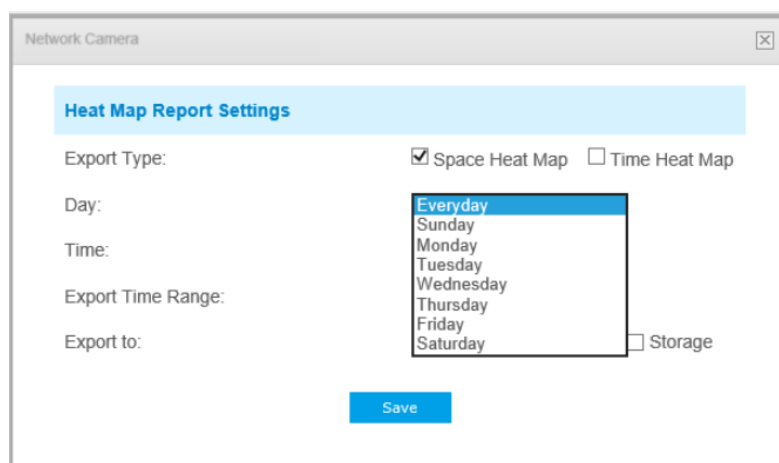 Network Camera
Heat Map Report Settings
Export Type: Space Heat Map Time Heat Map
Day: Everyday
Sunday
Time: Monday
Tuesday
Wednesday
Export Time Range: Thursday
Friday
Export to: Saturday Storage
Save